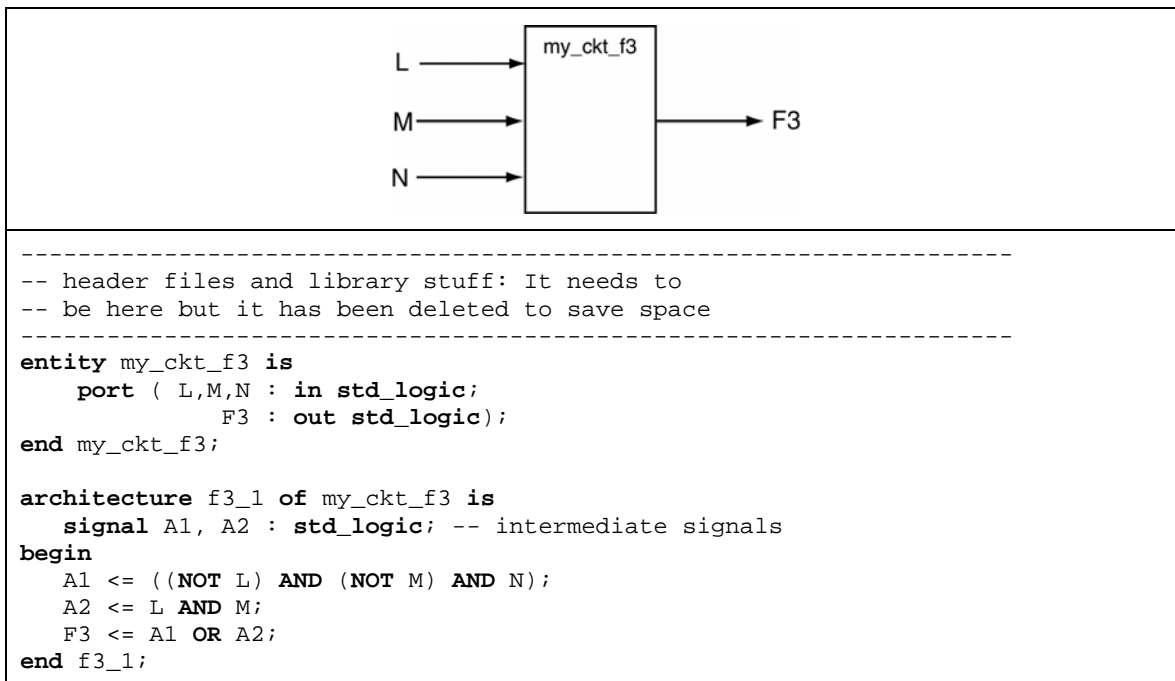 my_ckt_f3
L
M
N
F3
---------------------------------------------------------------------
-- header files and library stuff: It needs to
-- be here but it has been deleted to save space
---------------------------------------------------------------------
entity my_ckt_f3 is
    port ( L,M,N : in std_logic;
              F3 : out std_logic);
end my_ckt_f3;

architecture f3_1 of my_ckt_f3 is
   signal A1, A2 : std_logic; -- intermediate signals
begin
   A1 <= ((NOT L) AND (NOT M) AND N);
   A2 <= L AND M;
   F3 <= A1 OR A2;
end f3_1;